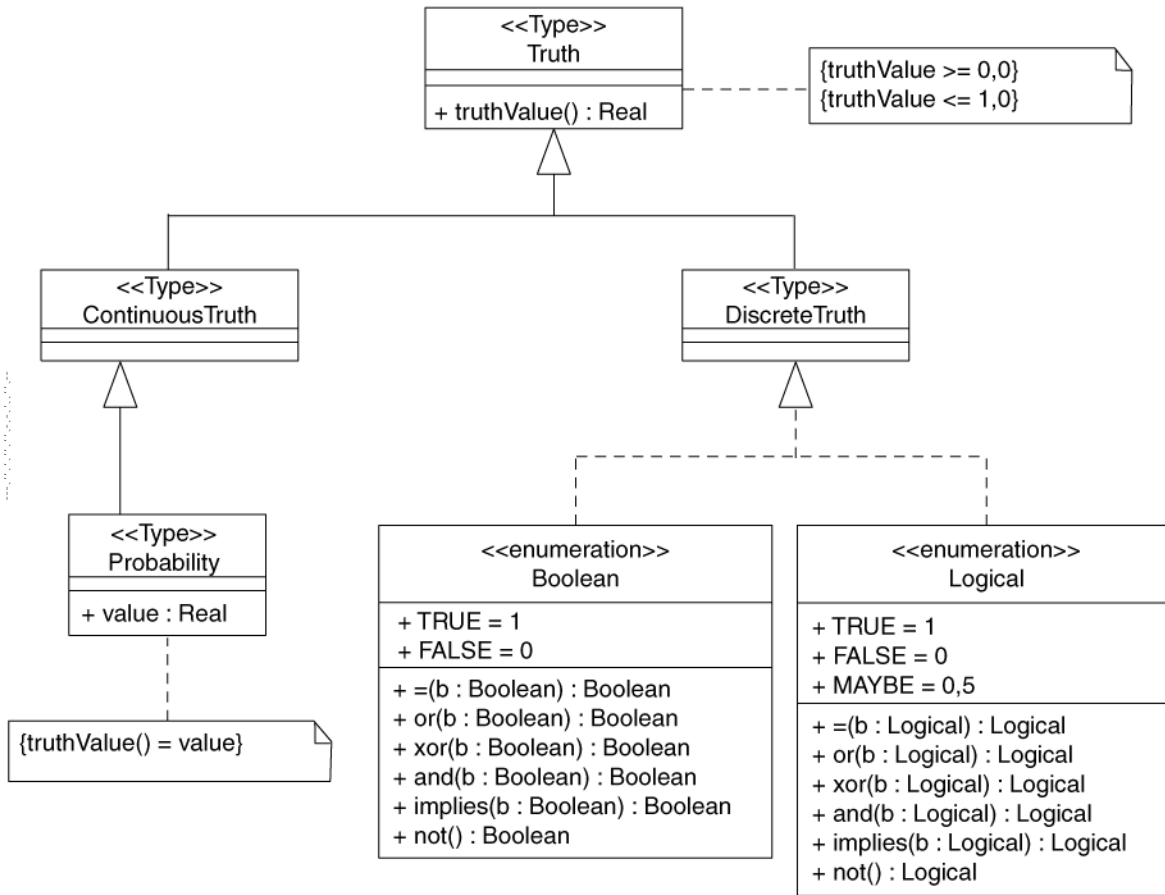 <<Type>>
Truth
+ truthValue() : Real
{truthValue >= 0,0}
{truthValue <= 1,0}
<<Type>>
ContinuousTruth
<<Type>>
DiscreteTruth
<<Type>>
Probability
+ value : Real
{truthValue() = value}
<<enumeration>>
Boolean
+ TRUE = 1
+ FALSE = 0
+ =(b : Boolean) : Boolean
+ or(b : Boolean) : Boolean
+ xor(b : Boolean) : Boolean
+ and(b : Boolean) : Boolean
+ implies(b : Boolean) : Boolean
+ not() : Boolean
<<enumeration>>
Logical
+ TRUE = 1
+ FALSE = 0
+ MAYBE = 0,5
+ =(b : Logical) : Logical
+ or(b : Logical) : Logical
+ xor(b : Logical) : Logical
+ and(b : Logical) : Logical
+ implies(b : Logical) : Logical
+ not() : Logical